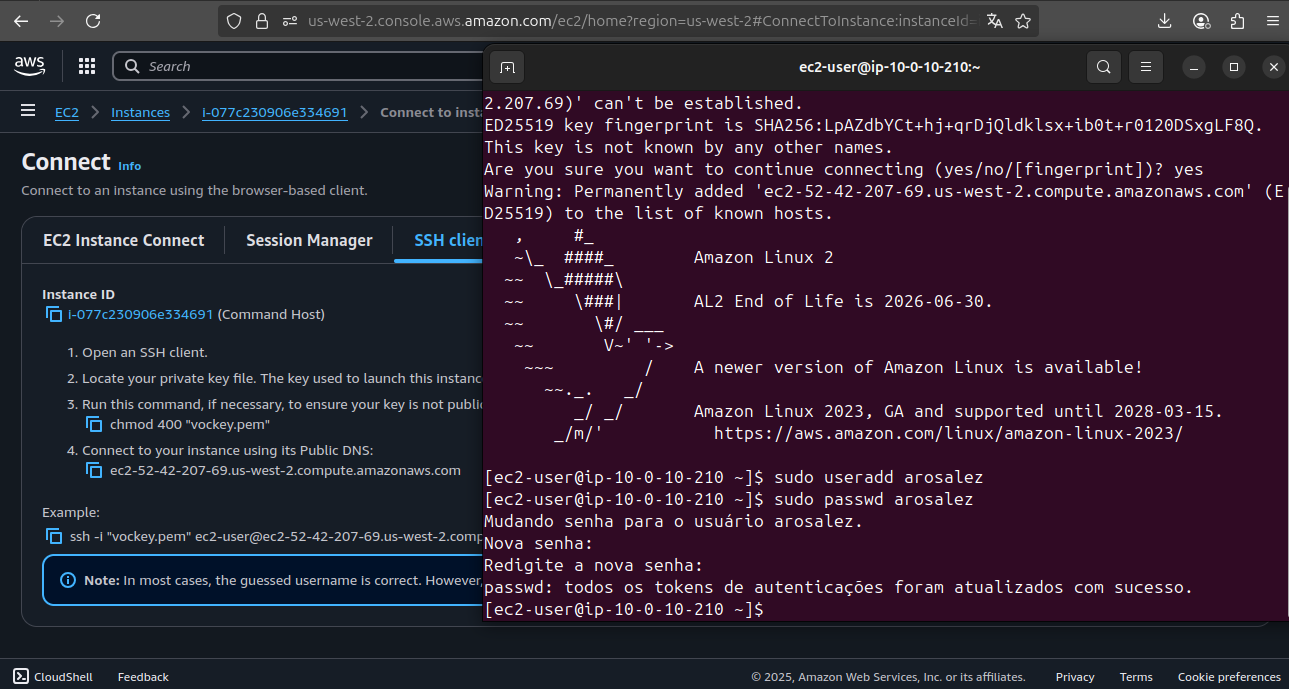 us-west-2.console.aws.amazon.com/ec2/home?region=us-west-2#ConnectToInstance:instanceId=
aws
Search
EC2
Instances
i-077c230906e334691
Connect to inst
Connect
Info
Connect to an instance using the browser-based client.
EC2 Instance Connect
Session Manager
SSH clien
Instance ID
i-077c230906e334691 (Command Host)
1. Open an SSH client.
2. Locate your private key file. The key used to launch this instanc
3. Run this command, if necessary, to ensure your key is not public
chmod 400 "vockey.pem"
4. Connect to your instance using its Public DNS:
ec2-52-42-207-69.us-west-2.compute.amazonaws.com
Example:
ssh -i "vockey.pem" ec2-user@ec2-52-42-207-69.us-west-2.comp
Note: In most cases, the guessed username is correct. However,
ec2-user@ip-10-0-10-210:~
2.207.69)' can't be established.
ED25519 key fingerprint is SHA256:LpAZdbYCt+hj+qrDjQldklsx+ib0t+r0120DSxgLF8Q.
This key is not known by any other names.
Are you sure you want to continue connecting (yes/no/[fingerprint])? yes
Warning: Permanently added 'ec2-52-42-207-69.us-west-2.compute.amazonaws.com' (E
D25519) to the list of known hosts.
   ,     #_
   ~\_  ####_        Amazon Linux 2
  ~~  \_#####\
  ~~     \###|       AL2 End of Life is 2026-06-30.
  ~~       \#/ ___
   ~~       V~' '->
    ~~~         /    A newer version of Amazon Linux is available!
      ~~._.   _/
         _/ _/       Amazon Linux 2023, GA and supported until 2028-03-15.
       _/m/'           https://aws.amazon.com/linux/amazon-linux-2023/
[ec2-user@ip-10-0-10-210 ~]$ sudo useradd arosalez
[ec2-user@ip-10-0-10-210 ~]$ sudo passwd arosalez
Mudando senha para o usuário arosalez.
Nova senha:
Redigite a nova senha:
passwd: todos os tokens de autenticações foram atualizados com sucesso.
[ec2-user@ip-10-0-10-210 ~]$
CloudShell
Feedback
© 2025, Amazon Web Services, Inc. or its affiliates.
Privacy
Terms
Cookie preferences